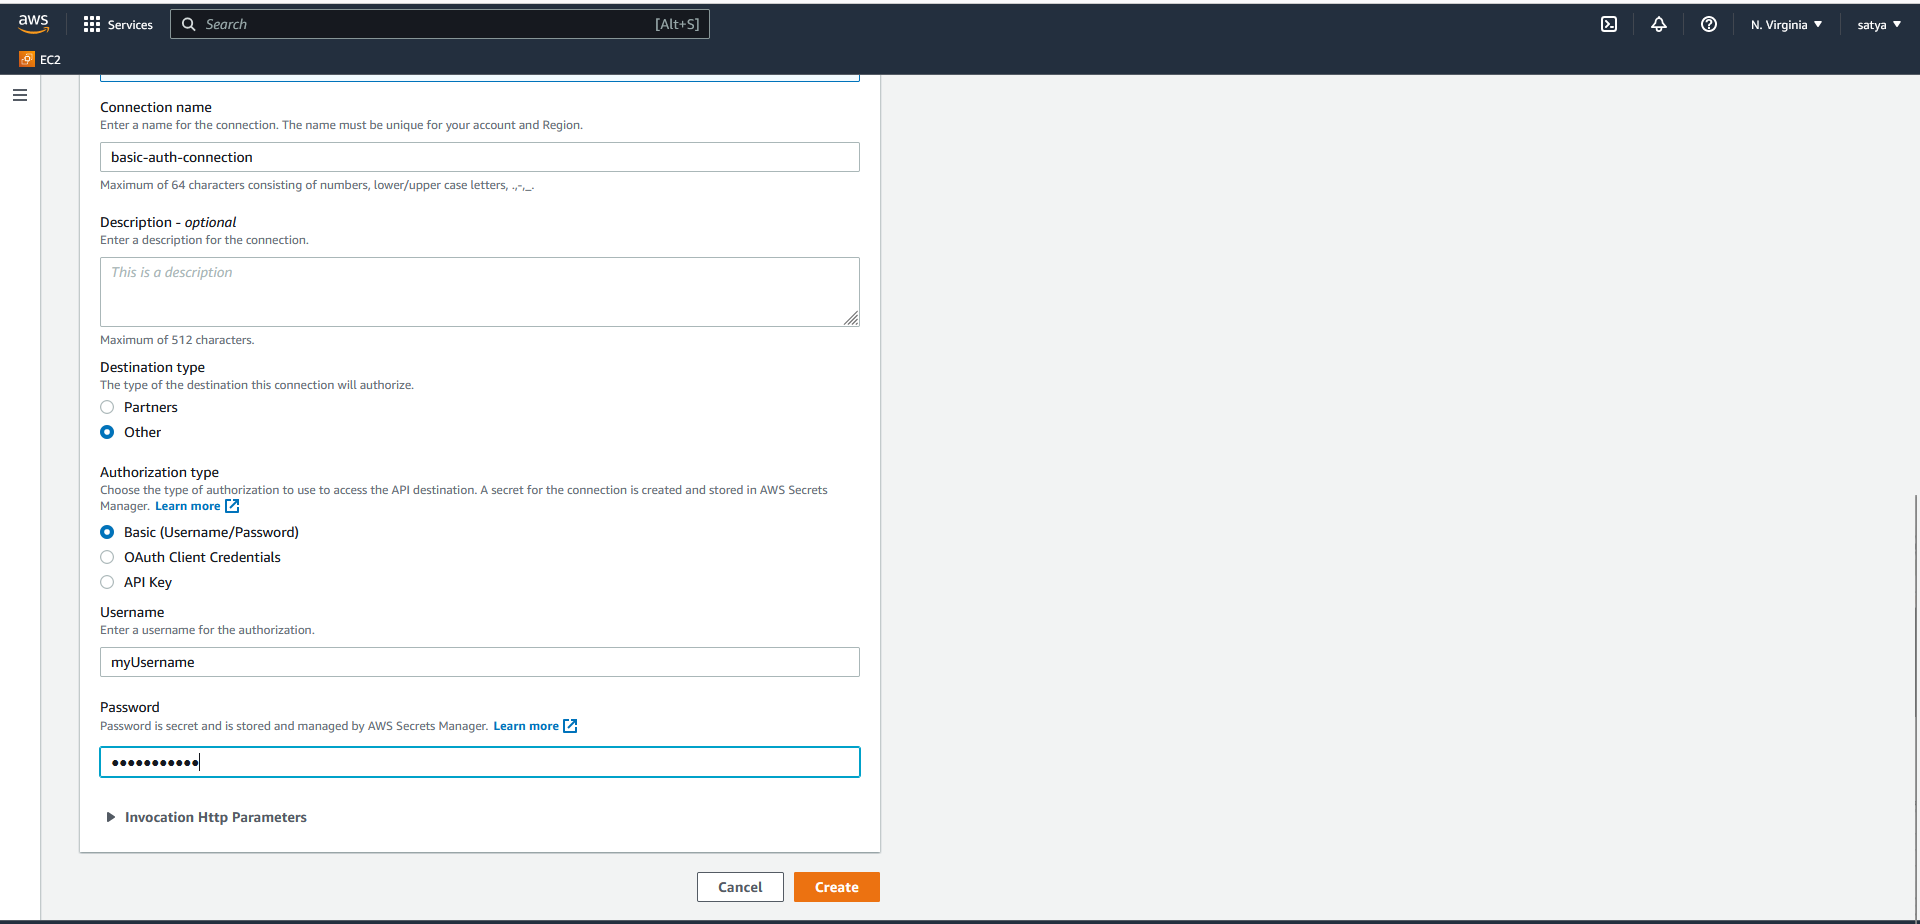 aws
Services
Search
[Alt+S]
N. Virginia
satya
EC2
Connection name
Enter a name for the connection. The name must be unique for your account and Region.
basic-auth-connection
Maximum of 64 characters consisting of numbers, lower/upper case letters, .,-,_.
Description - optional
Enter a description for the connection.
This is a description
Maximum of 512 characters.
Destination type
The type of the destination this connection will authorize.
Partners
Other
Authorization type
Choose the type of authorization to use to access the API destination. A secret for the connection is created and stored in AWS Secrets
Manager. Learn more
Basic (Username/Password)
OAuth Client Credentials
API Key
Username
Enter a username for the authorization.
myUsername
Password
Password is secret and is stored and managed by AWS Secrets Manager. Learn more
•••••••••••
Invocation Http Parameters
Cancel
Create